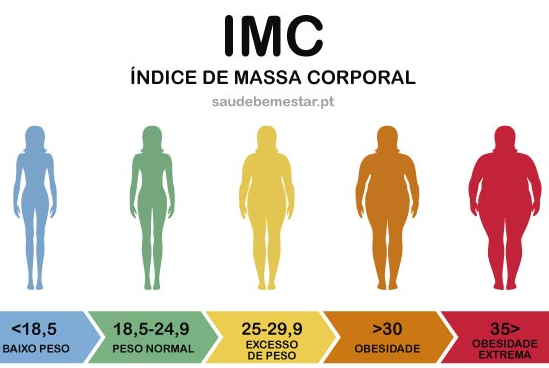 IMC
ÍNDICE DE MASSA CORPORAL
saudebemestar.pt
<18,5
BAIXO PESO
18,5-24,9
PESO NORMAL
25-29,9
EXCESSO
DE PESO
>30
OBESIDADE
35>
OBESIDADE
EXTREMA